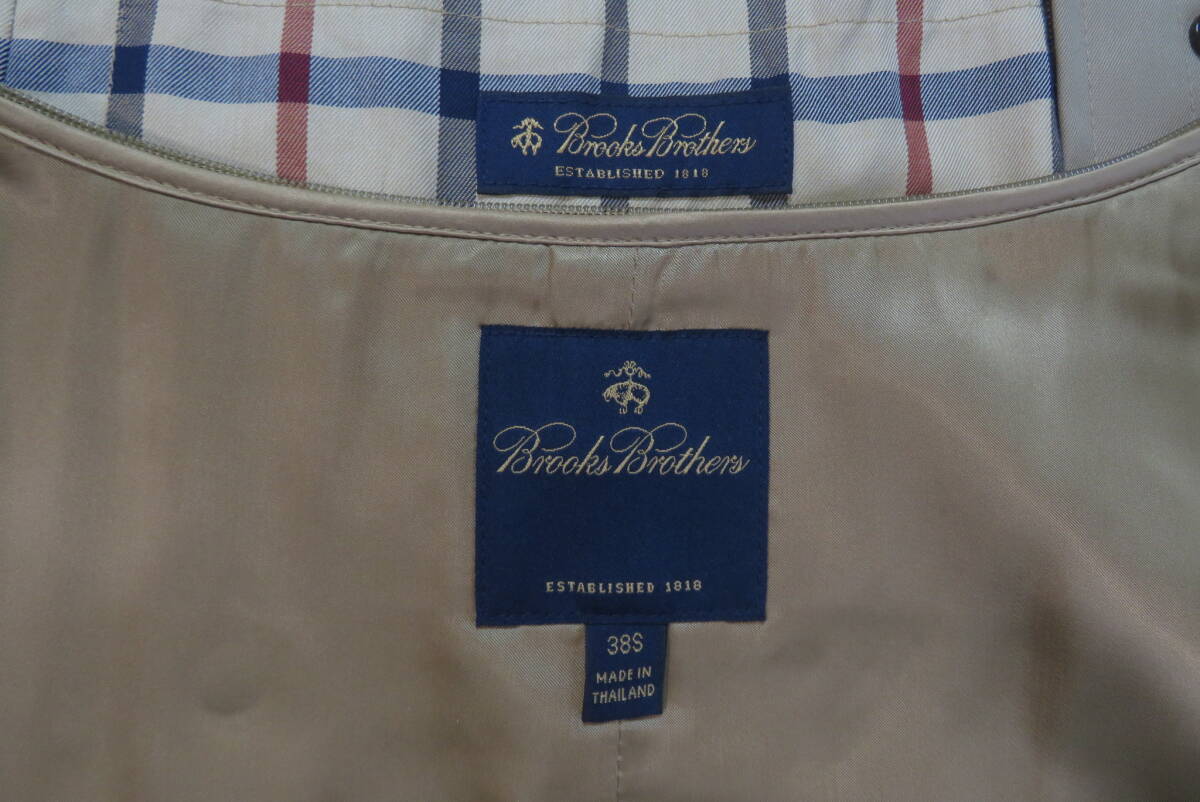 Brooks Brothers
ESTABLISHED 1818
Brooks Brothers
ESTABLISHED 1818
38S
MADE IN
THAILAND